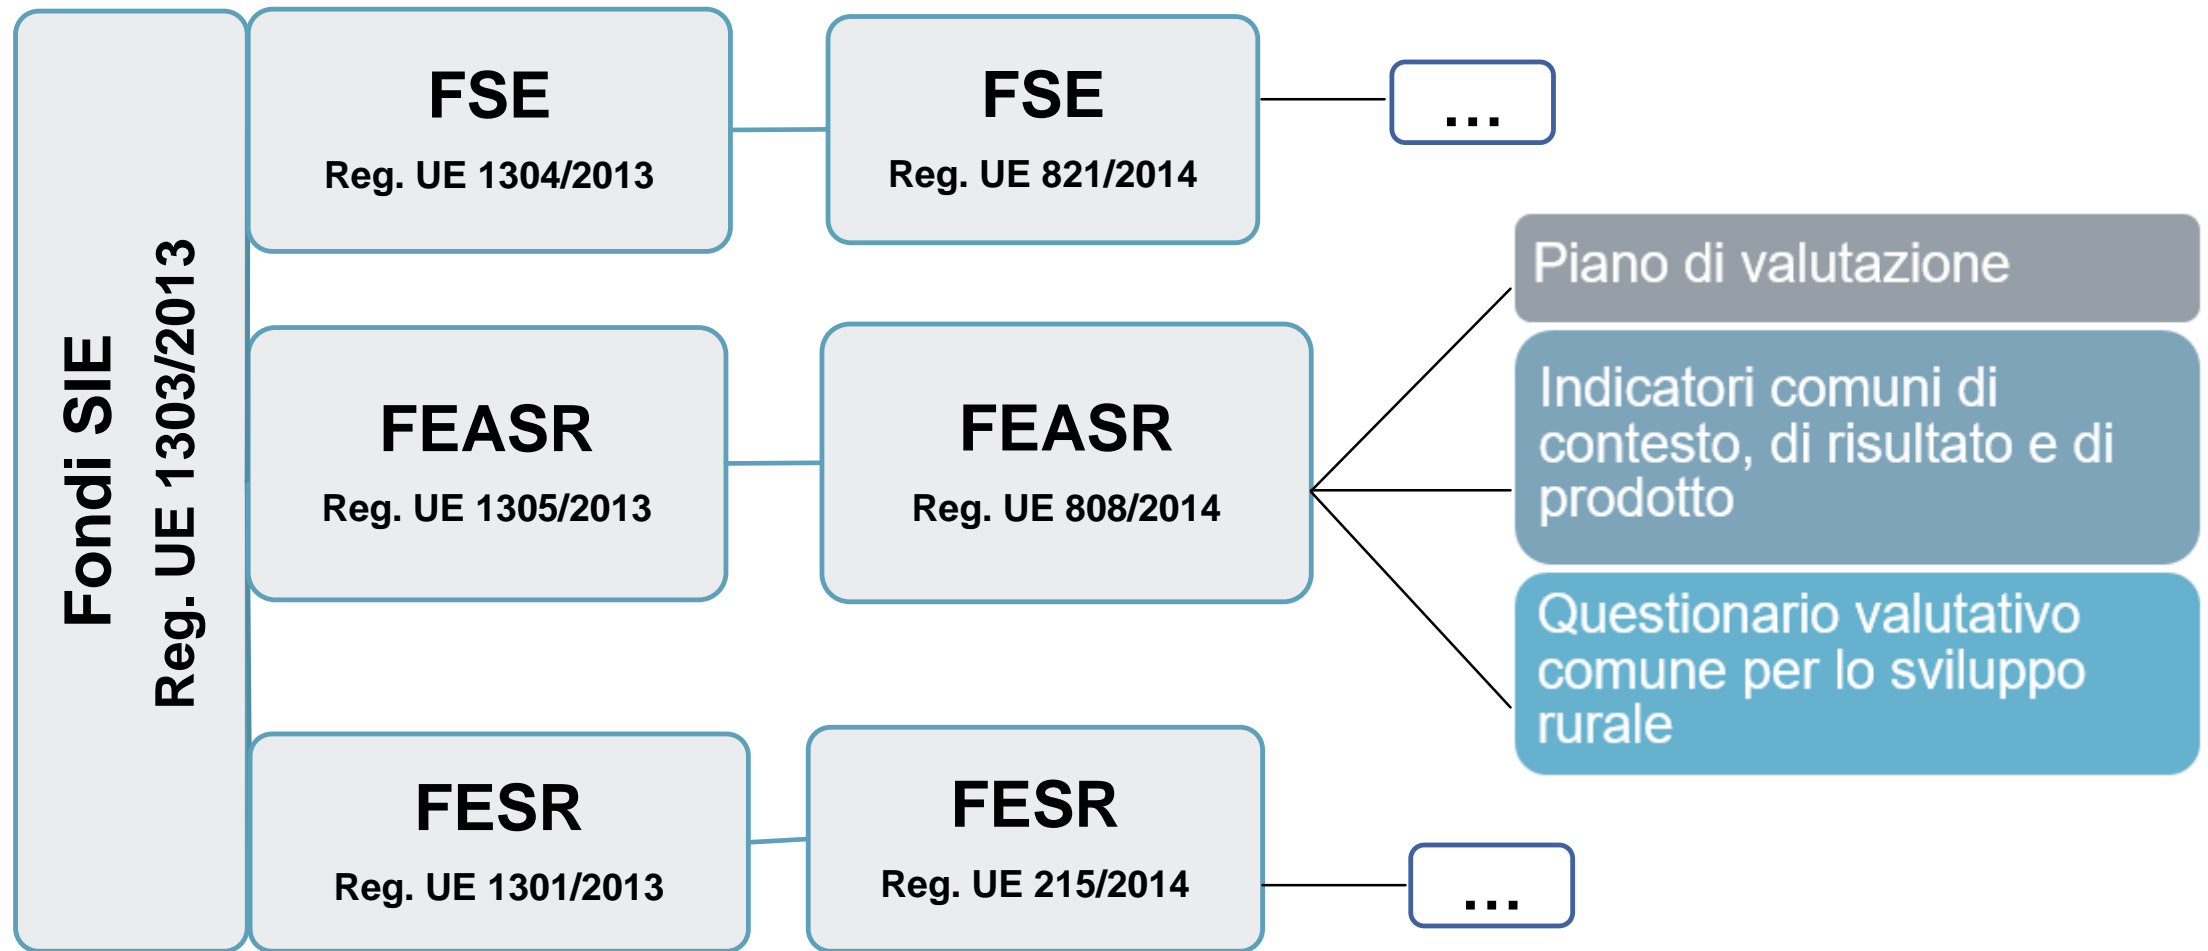 Fondi SIE
Reg. UE 1303/2013
FSE
Reg. UE 1304/2013
FSE
Reg. UE 821/2014
...
FEASR
Reg. UE 1305/2013
FEASR
Reg. UE 808/2014
Piano di valutazione
Indicatori comuni di
contesto, di risultato e di
prodotto
Questionario valutativo
comune per lo sviluppo
rurale
FESR
Reg. UE 1301/2013
FESR
Reg. UE 215/2014
...